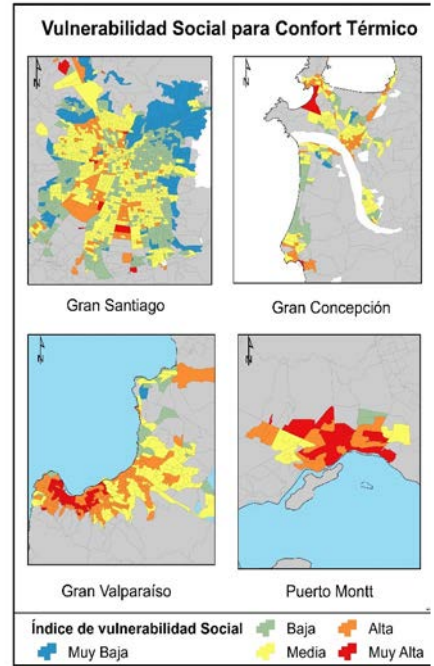 Vulnerabilidad Social para Confort Térmico
N
N
Gran Santiago
Gran Concepción
N
N
Gran Valparaíso
Puerto Montt
Índice de vulnerabilidad Social
Baja
Alta
Muy Baja
Media
Muy Alta